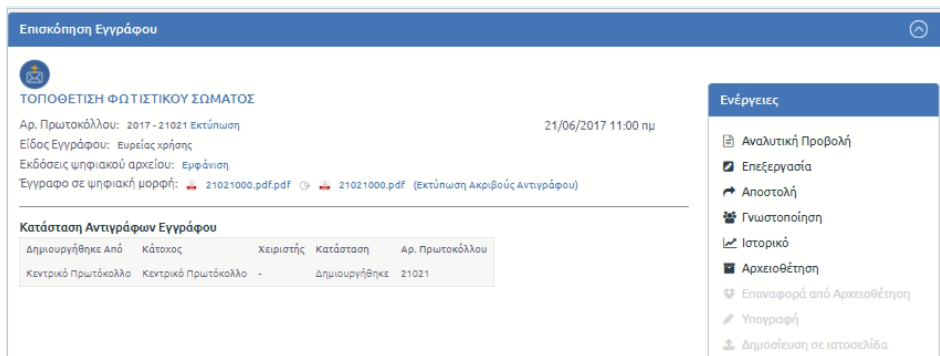 Επισκόπηση Εγγράφου
ΤΟΠΟΘΕΤΙΣΗ ΦΩΤΙΣΤΙΚΟΥ ΣΩΜΑΤΟΣ
Αρ. Πρωτοκόλλου: 2017 - 21021 Εκτύπωση 21/06/2017 11:00 πμ
Είδος Εγγράφου: Ευρείας χρήσης
Εκδόσεις ψηφιακού αρχείου: Εμφάνιση
Έγγραφο σε ψηφιακή μορφή: 21021000.pdf.pdf 21021000.pdf (Εκτύπωση Ακριβούς Αντιγράφου)
Κατάσταση Αντιγράφων Εγγράφου
Δημιουργήθηκε Από Κάτοχος Χειριστής Κατάσταση Αρ. Πρωτοκόλλου
Κεντρικό Πρωτόκολλο Κεντρικό Πρωτόκολλο - Δημιουργήθηκε 21021
Ενέργειες
Αναλυτική Προβολή
Επεξεργασία
Αποστολή
Γνωστοποίηση
Ιστορικό
Αρχειοθέτηση
Επαναφορά από Αρχειοθέτηση
Υπογραφή
Δημοσίευση σε ιστοσελίδα